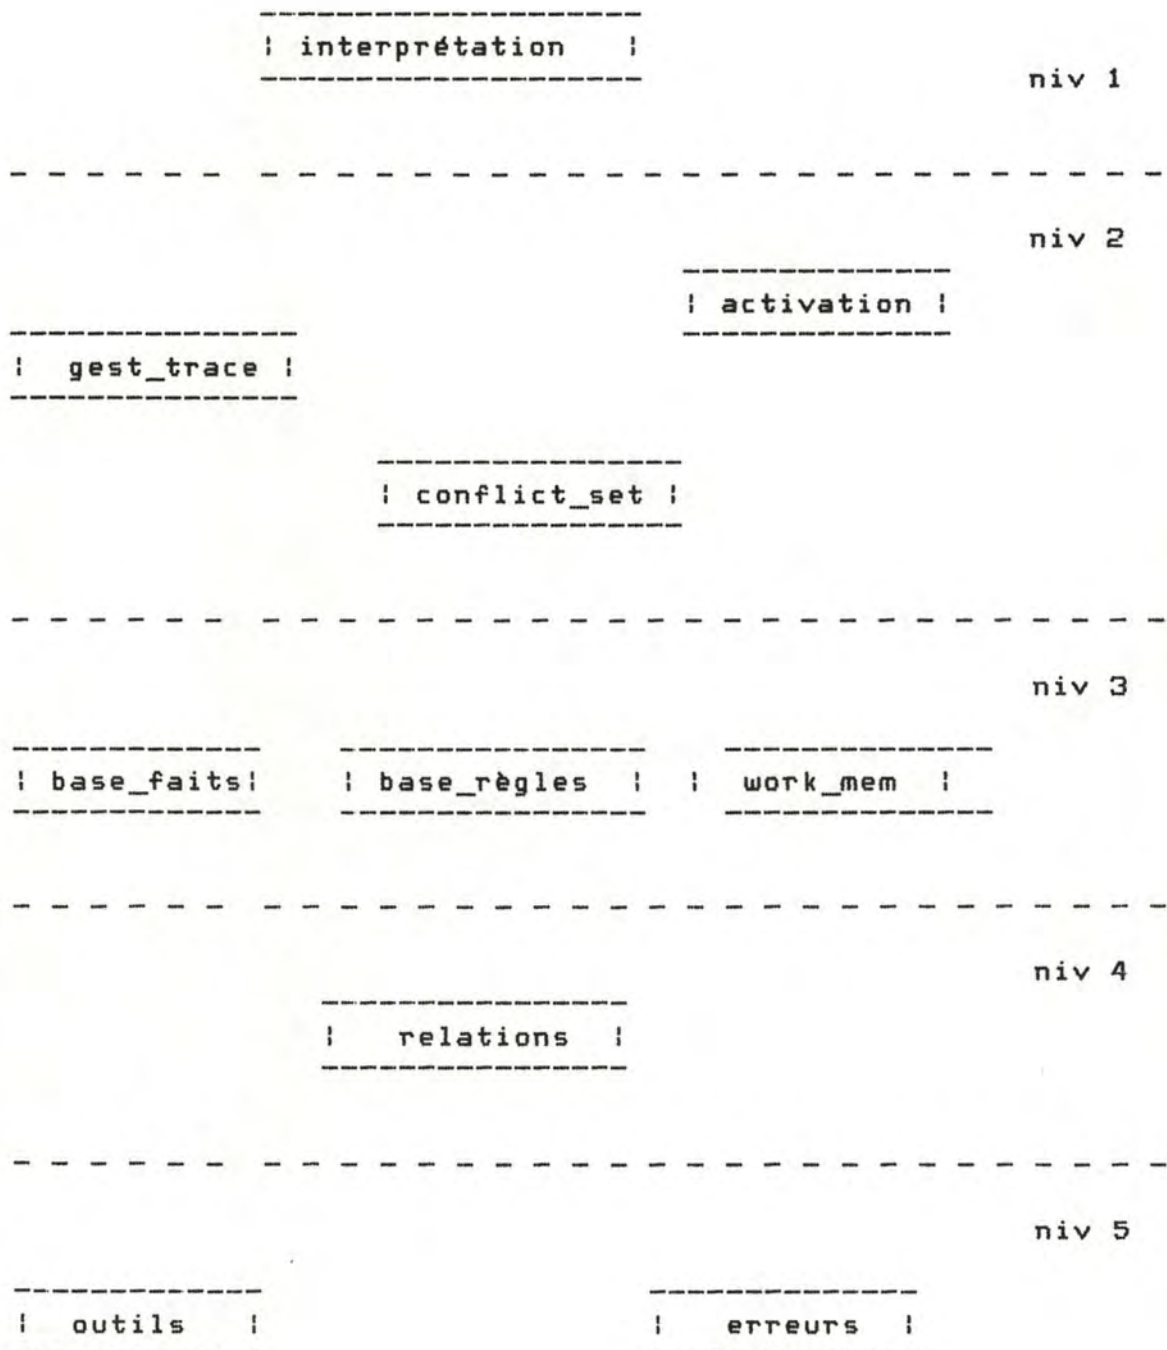 interprétation
niv 1
niv 2
activation
gest_trace
conflict_set
niv 3
base_faits base_règles work_mem
niv 4
relations
niv 5
outils erreurs